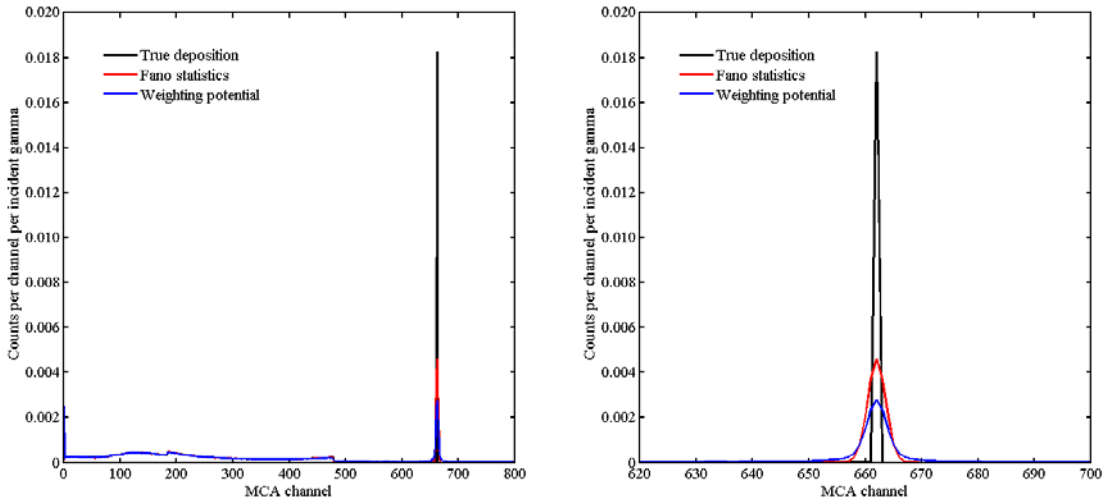 0.020
0.018
0.016
0.014
0.012
0.010
0.008
0.006
0.004
0.002
0
Counts per channel per incident gamma
True deposition
Fano statistics
Weighting potential
0 100 200 300 400 500 600 700 800
MCA channel
0.020
0.018
0.016
0.014
0.012
0.010
0.008
0.006
0.004
0.002
0
Counts per channel per incident gamma
True deposition
Fano statistics
Weighting potential
620 630 640 650 660 670 680 690 700
MCA channel